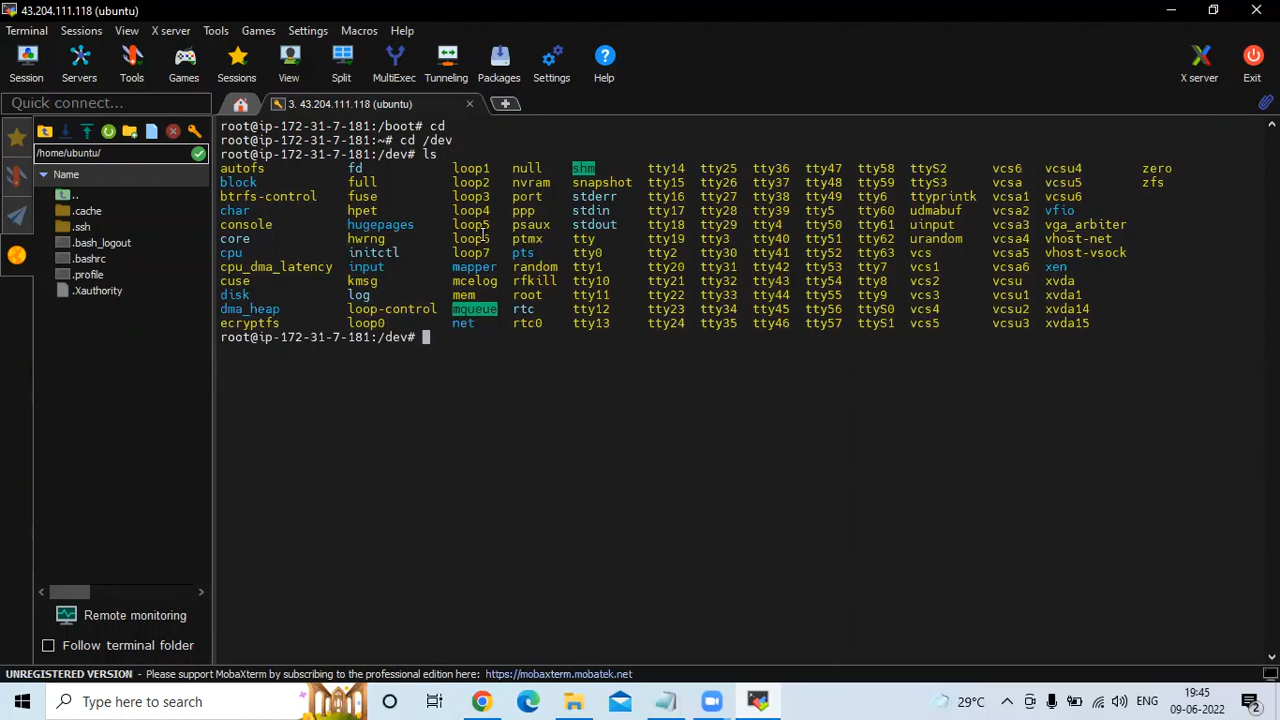 43.204.111.118 (ubuntu)
Terminal Sessions View X server Tools Games Settings Macros Help
Session Servers Tools Games Sessions View Split MultiExec Tunneling Packages Settings Help X server Exit
Quick connect...
3. 43.204.111.118 (ubuntu)
/home/ubuntu/
Name
..
.cache
.ssh
.bash_logout
.bashrc
.profile
.Xauthority
Remote monitoring
Follow terminal folder
root@ip-172-31-7-181:/boot# cd
root@ip-172-31-7-181:~# cd /dev
root@ip-172-31-7-181:/dev# ls
autofs fd loop1 null shm tty14 tty25 tty36 tty47 tty58 ttyS2 vcs6 vcsu4 zero
block full loop2 nvram snapshot tty15 tty26 tty37 tty48 tty59 ttyS3 vcsa vcsu5 zfs
btrfs-control fuse loop3 port stderr tty16 tty27 tty38 tty49 tty6 ttyprintk vcsa1 vcsu6
char hpet loop4 ppp stdin tty17 tty28 tty39 tty5 tty60 udmabuf vcsa2 vfio
console hugepages loop5 psaux stdout tty18 tty29 tty4 tty50 tty61 uinput vcsa3 vga_arbiter
core hwrng loop6 ptmx tty tty19 tty3 tty40 tty51 tty62 urandom vcsa4 vhost-net
cpu initctl loop7 pts tty0 tty2 tty30 tty41 tty52 tty63 vcs vcsa5 vhost-vsock
cpu_dma_latency input mapper random tty1 tty20 tty31 tty42 tty53 tty7 vcs1 vcsa6 xen
cuse kmsg mcelog rfkill tty10 tty21 tty32 tty43 tty54 tty8 vcs2 vcsu xvda
disk log mem root tty11 tty22 tty33 tty44 tty55 tty9 vcs3 vcsu1 xvda1
dma_heap loop-control mqueue rtc tty12 tty23 tty34 tty45 tty56 ttyS0 vcs4 vcsu2 xvda14
ecryptfs loop0 net rtc0 tty13 tty24 tty35 tty46 tty57 ttyS1 vcs5 vcsu3 xvda15
root@ip-172-31-7-181:/dev#
UNREGISTERED VERSION - Please support MobaXterm by subscribing to the professional edition here: https://mobaxterm.mobatek.net
Type here to search
29°C
ENG
19:45
09-06-2022
2